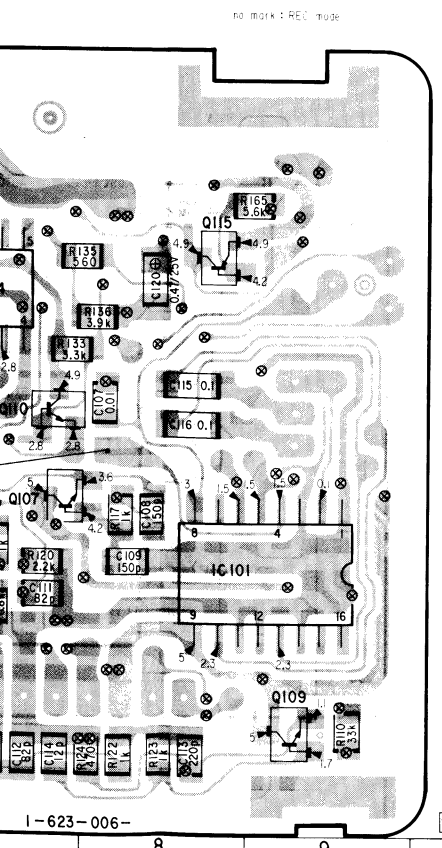 no mark : REC mode
R165
5.6k
Q115
4.9
4.9
4.2
R135
560
C120
0.47/25V
R136
3.9k
R133
3.3k
2.8
4.9
C107
0.01
C115 0.1
C116 0.1
Q110
2.8
2.8
5
3.6
Q107
4.2
R117
1k
C108
150p
3
1.5
1.5
0.1
8
4
1
R120
2.2k
C109
150p
IC101
C111
82p
9
12
16
5
2.3
2.3
Q109
5
1.7
R110
33k
C112
82p
C114
12p
R124
470
R122
1k
R123
1k
C113
220p
1-623-006-
8
9